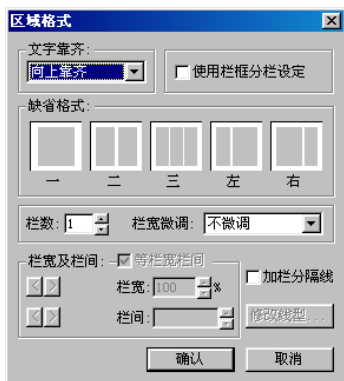 区域格式
文字靠齐:
向上靠齐
使用栏框分栏设定
缺省格式:
一 二 三 左 右
栏数: 1 栏宽微调: 不微调
栏宽及栏间: 等栏宽栏间
栏宽: 100 %
加栏分隔线
栏间:
修改线型...
确认 取消